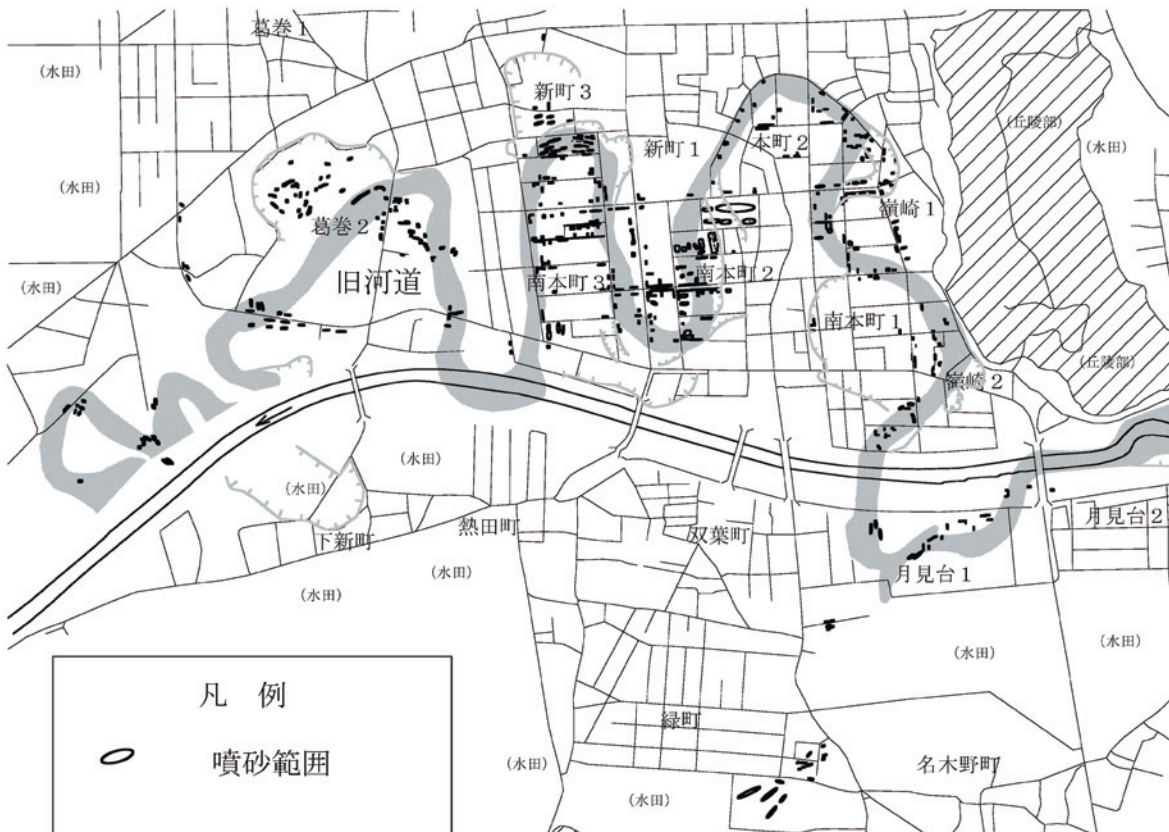 葛巻１
(水田)
新町３
(丘陵部)
(水田)
新町１
本町２
(水田)
嶺崎１
葛巻２
旧河道
南本町３
南本町２
(水田)
南本町１
(丘陵部)
嶺崎２
(水田)
(水田)
下新町
熱田町
双葉町
月見台２
(水田)
(水田)
月見台１
(水田)
(水田)
凡 例
噴砂範囲
緑町
(水田)
名木野町
(水田)